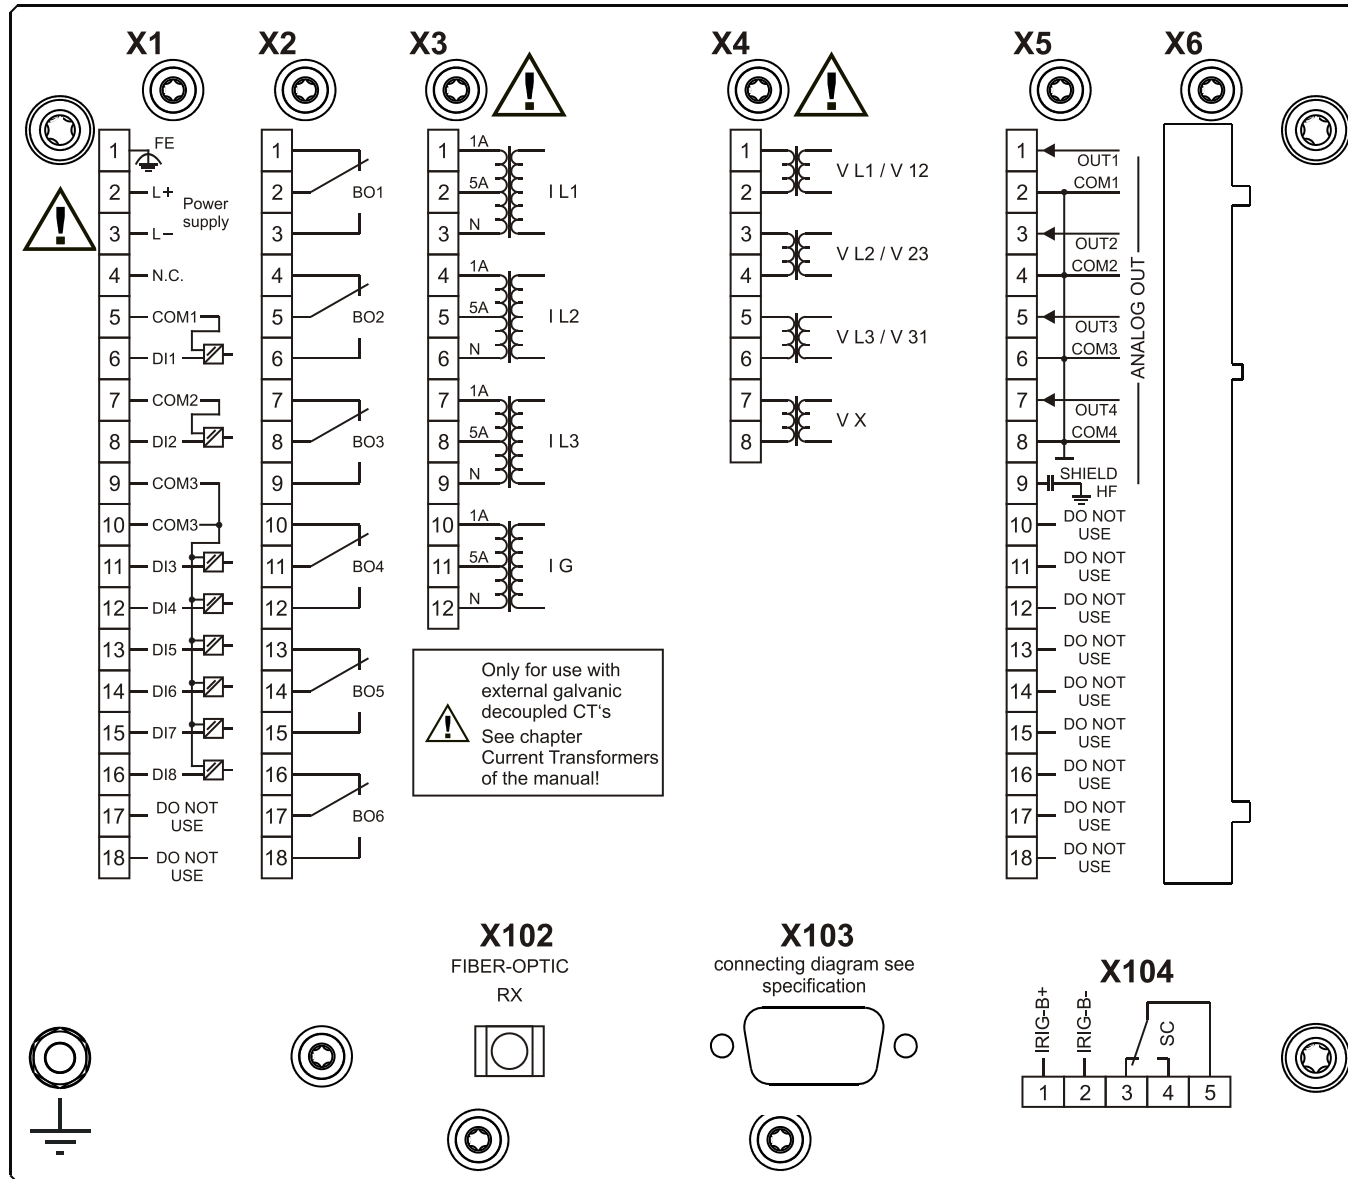 X1 X2 X3 X4 X5 X6
1 FE
2 L+
Power
supply
3 L–
4 N.C.
5 COM1
6 DI1
7 COM2
8 DI2
9 COM3
10 COM3
11 DI3
12 DI4
13 DI5
14 DI6
15 DI7
16 DI8
17 DO NOT
USE
18 DO NOT
USE
1
2 BO1
3
4
5 BO2
6
7
8 BO3
9
10
11 BO4
12
13
14 BO5
15
16
17 BO6
18
1 1A
2 5A I L1
3 N
4 1A
5 5A I L2
6 N
7 1A
8 5A I L3
9 N
10 1A
11 5A I G
12 N
! Only for use with
external galvanic
decoupled CT‘s
See chapter
Current Transformers
of the manual!
!
!
!
1
V L1 / V 12
2
3
V L2 / V 23
4
5
V L3 / V 31
6
7
V X
8
1 OUT1
2 COM1
3 OUT2
4 COM2
5 OUT3
6 COM3
7 OUT4
8 COM4
ANALOG OUT
9 SHIELD
HF
10 DO NOT
USE
11 DO NOT
USE
12 DO NOT
USE
13 DO NOT
USE
14 DO NOT
USE
15 DO NOT
USE
16 DO NOT
USE
17 DO NOT
USE
18 DO NOT
USE
X102
FIBER-OPTIC
RX
X103
connecting diagram see
specification
X104
IRIG-B+
IRIG-B-
SC
1 2 3 4 5